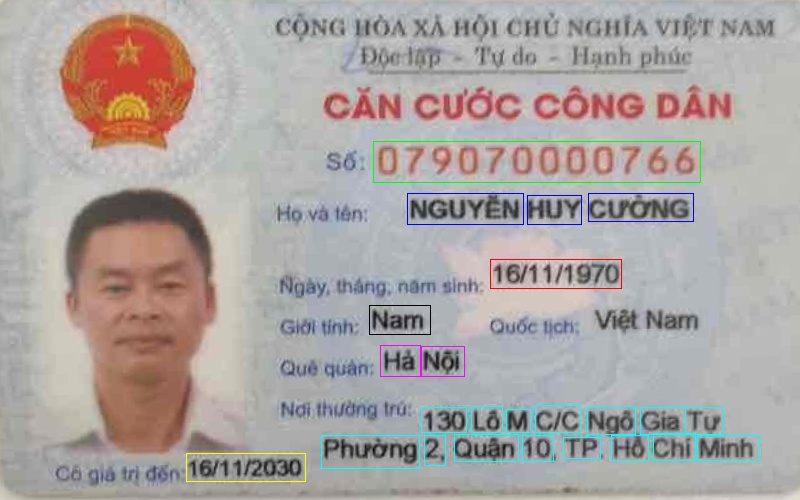 CỘNG HÒA XÃ HỘI CHỦ NGHĨA VIỆT NAM
Độc lập - Tự do - Hạnh phúc
CĂN CƯỚC CÔNG DÂN
Số: 079070000766
Họ và tên: NGUYỄN HUY CƯỜNG
Ngày, tháng, năm sinh: 16/11/1970
Giới tính: Nam Quốc tịch: Việt Nam
Quê quán: Hà Nội
Nơi thường trú: 130 Lô M C/C Ngô Gia Tự
Phường 2, Quận 10, TP. Hồ Chí Minh
Có giá trị đến: 16/11/2030